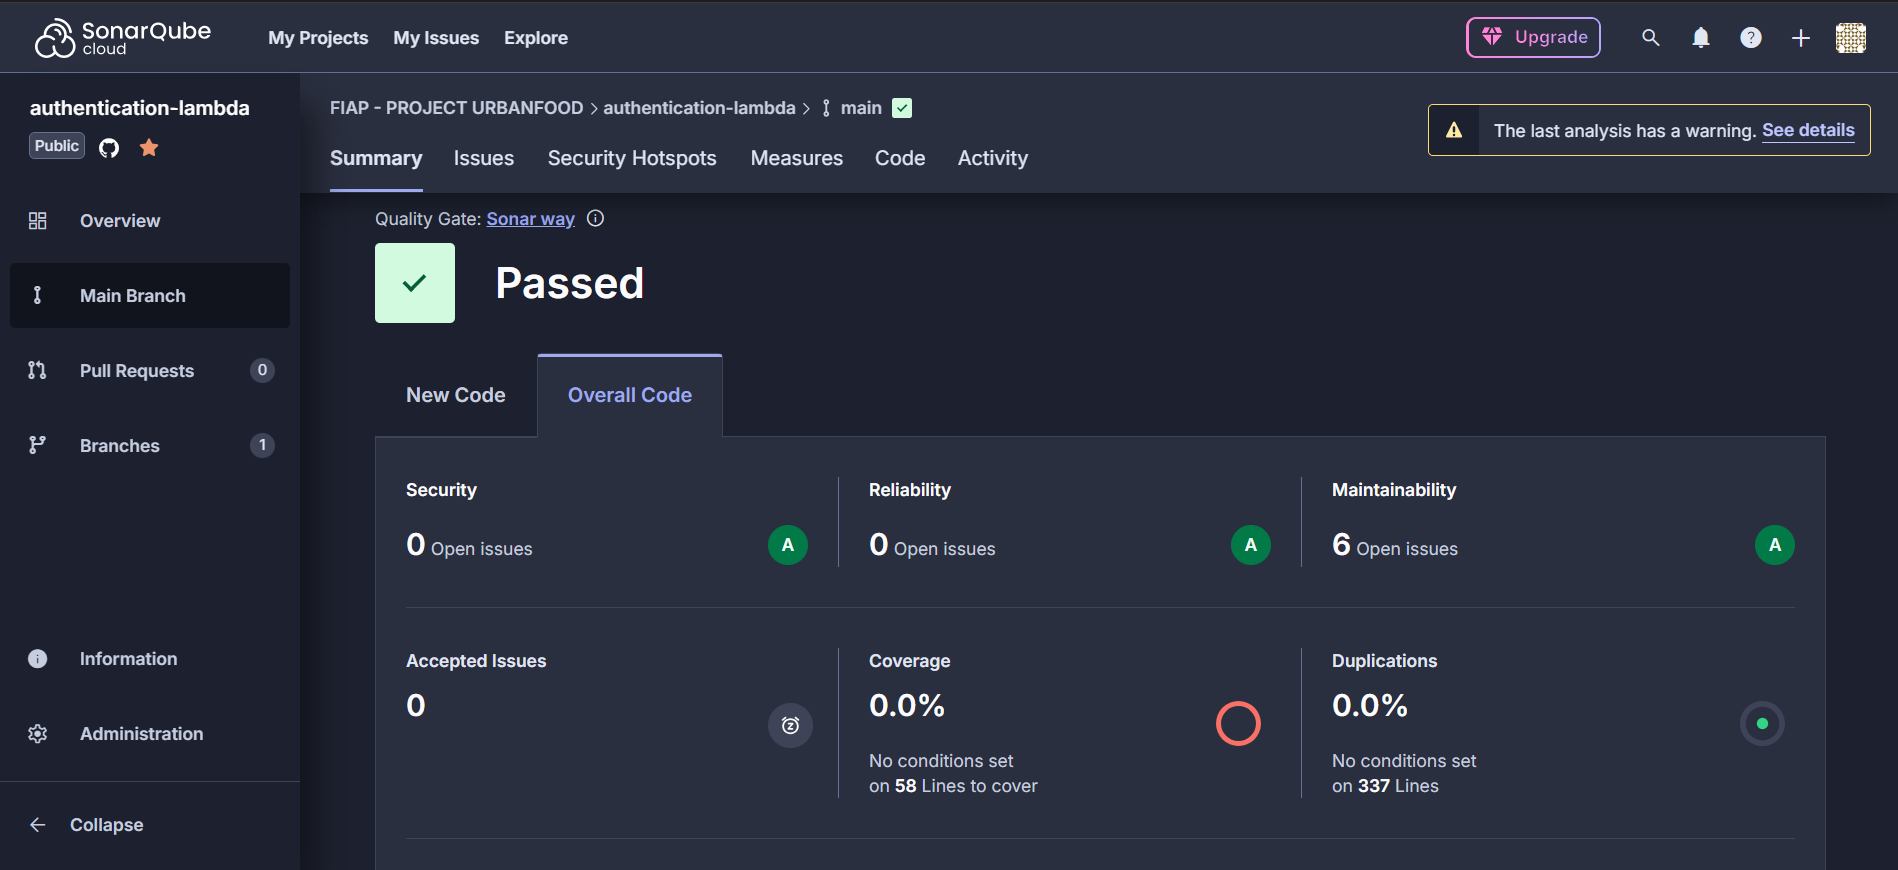 SonarQube
cloud
My Projects
My Issues
Explore
Upgrade
authentication-lambda
Public
Overview
Main Branch
Pull Requests
0
Branches
1
Information
Administration
Collapse
FIAP - PROJECT URBANFOOD > authentication-lambda > main
The last analysis has a warning. See details
Summary
Issues
Security Hotspots
Measures
Code
Activity
Quality Gate: Sonar way
Passed
New Code
Overall Code
Security
0 Open issues
A
Reliability
0 Open issues
A
Maintainability
6 Open issues
A
Accepted Issues
0
Coverage
0.0%
No conditions set
on 58 Lines to cover
Duplications
0.0%
No conditions set
on 337 Lines